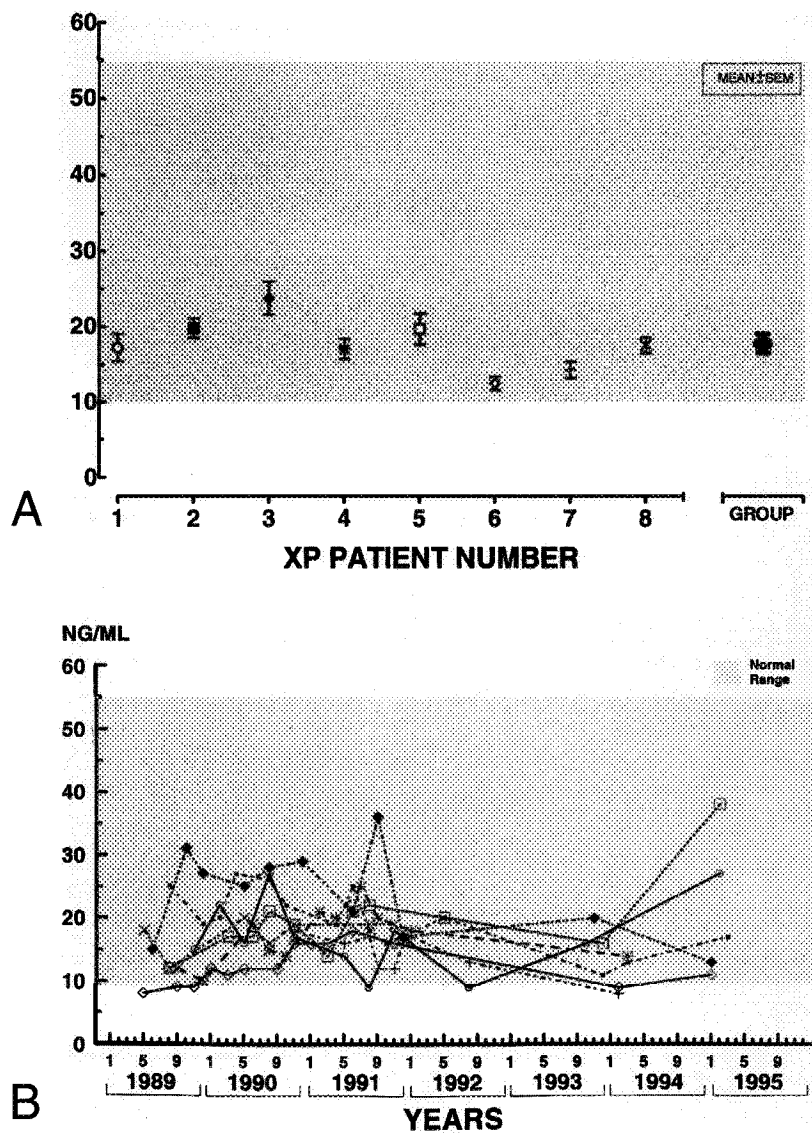 60
MEAN±SEM
50
40
30
20
10
0
A
1 2 3 4 5 6 7 8 GROUP
XP PATIENT NUMBER
NG/ML
60
Normal
Range
50
40
30
20
10
0
1 5 9 1 5 9 1 5 9 1 5 9 1 5 9 1 5 9 1 5 9
1989 1990 1991 1992 1993 1994 1995
B
YEARS